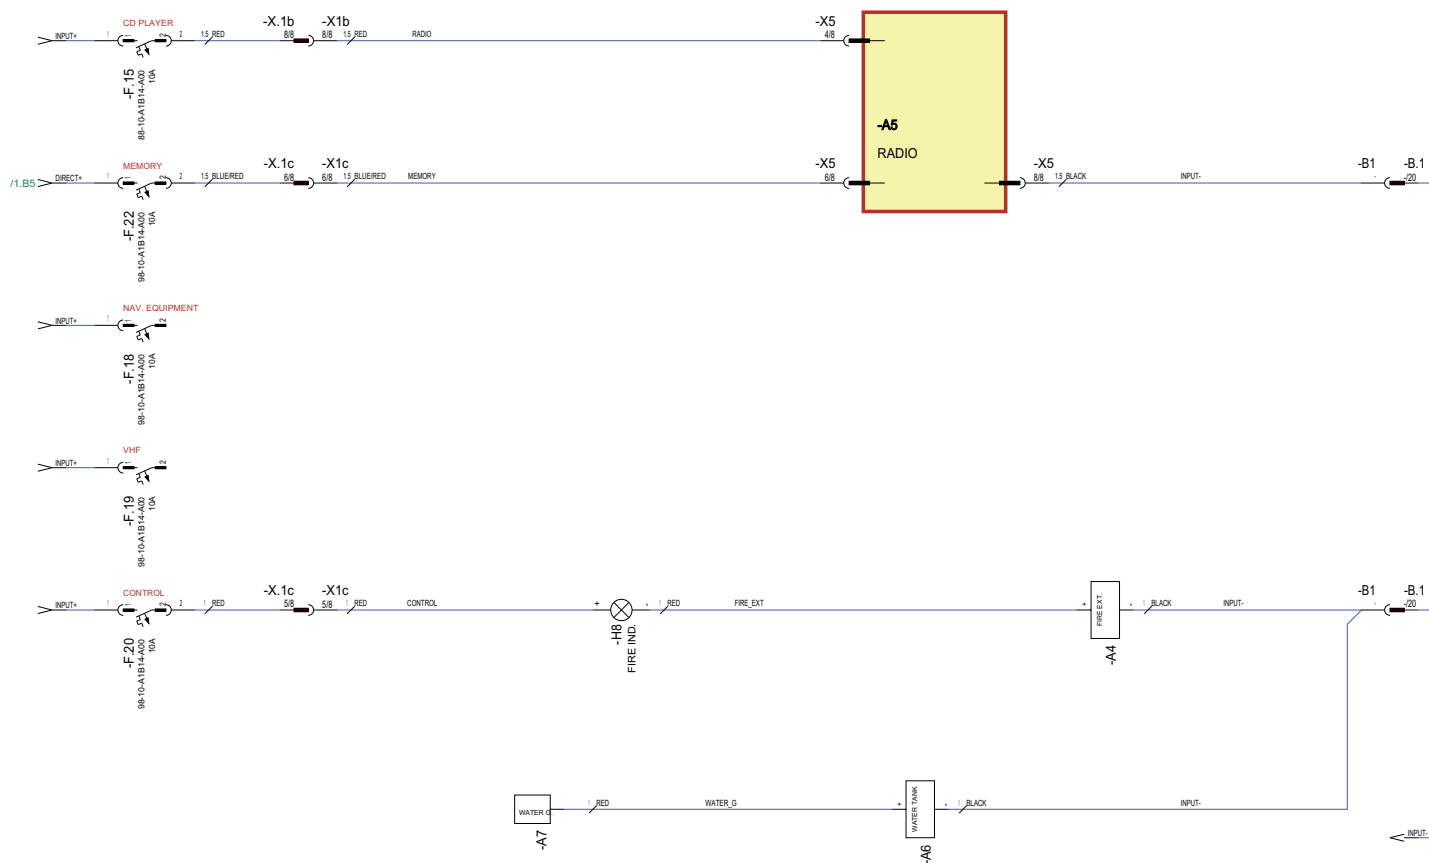 CD PLAYER
-X.1b -X1b -X5
INPUT+ 1 2 2 1.5 RED 8/8 8/8 1.5 RED RADIO 4/8
-F.15
88-10-A1B14-A00
10A
-A5
RADIO
MEMORY
-X.1c -X1c -X5 -X5 -B1 -B.1
/1.B5 DIRECT+ 1 2 2 1.5 BLUE/RED 6/8 6/8 1.5 BLUE/RED MEMORY 6/8 8/8 1.5 BLACK INPUT- - -/20
-F.22
98-10-A1B14-A00
10A
NAV. EQUIPMENT
INPUT+ 1 2
-F.18
98-10-A1B14-A00
10A
VHF
INPUT+ 1 2
-F.19
98-10-A1B14-A00
10A
CONTROL
-X.1c -X1c -B1 -B.1
INPUT+ 1 2 2 1 RED 5/8 5/8 1 RED CONTROL + - 1 RED FIRE_EXT + - 1 BLACK INPUT- - -/20
-F.20
98-10-A1B14-A00
10A
-H8
FIRE IND.
FIRE EXT.
-A4
WATER G.
-A7
1 RED WATER_G + - 1 BLACK INPUT-
WATER TANK
-A6
INPUT-